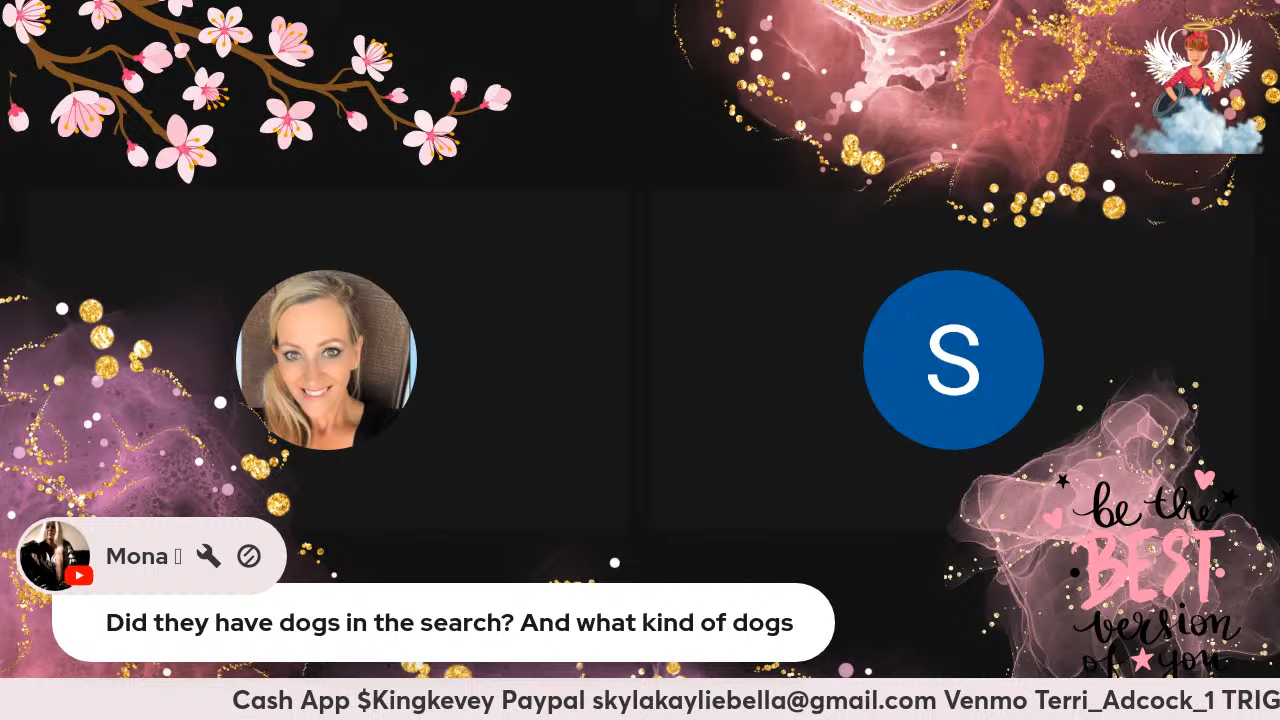 S
be the
BEST
version
of you
Mona
Did they have dogs in the search? And what kind of dogs
Cash App $Kingkevey Paypal skylakayliebella@gmail.com Venmo Terri_Adcock_1 TRIG